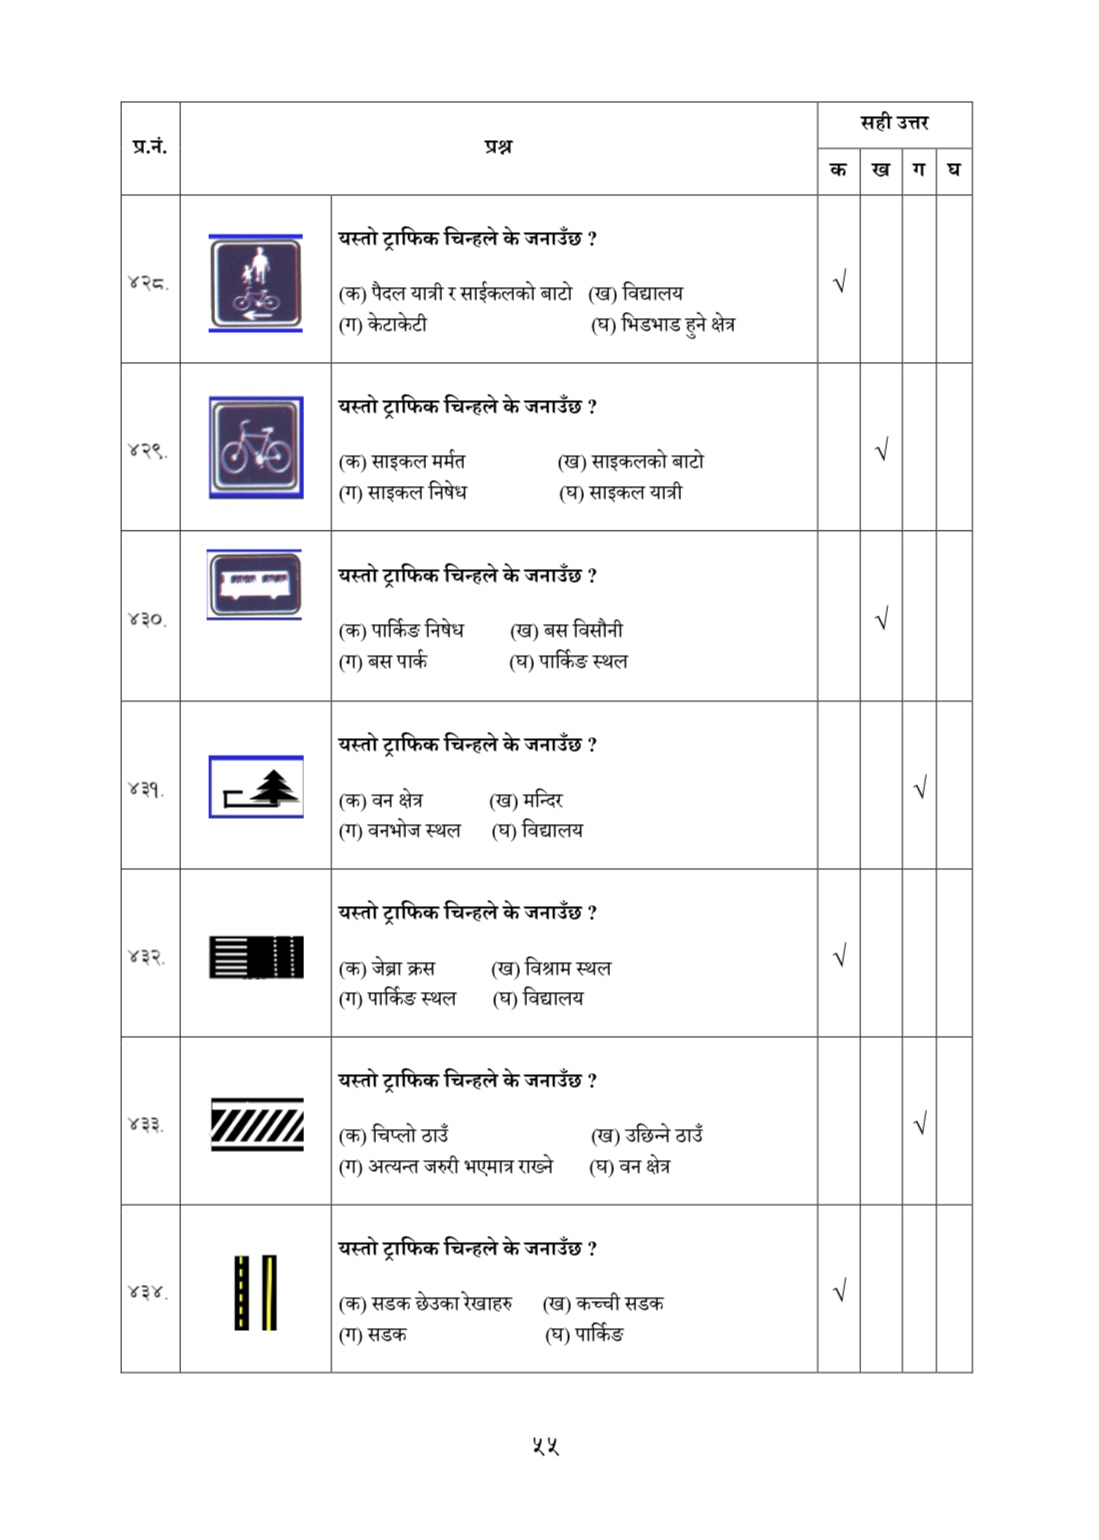 प्र.नं.
प्रश्न
सही उत्तर
क ख ग घ
४२८.
यस्तो ट्राफिक चिन्हले के जनाउँछ ?
(क) पैदल यात्री र साईकलको बाटो (ख) विद्यालय
(ग) केटाकेटी (घ) भिडभाड हुने क्षेत्र
√
४२९.
यस्तो ट्राफिक चिन्हले के जनाउँछ ?
(क) साइकल मर्मत (ख) साइकलको बाटो
(ग) साइकल निषेध (घ) साइकल यात्री
√
४३०.
यस्तो ट्राफिक चिन्हले के जनाउँछ ?
(क) पार्किङ निषेध (ख) बस विसौनी
(ग) बस पार्क (घ) पार्किङ स्थल
√
४३१.
यस्तो ट्राफिक चिन्हले के जनाउँछ ?
(क) वन क्षेत्र (ख) मन्दिर
(ग) वनभोज स्थल (घ) विद्यालय
√
४३२.
यस्तो ट्राफिक चिन्हले के जनाउँछ ?
(क) जेब्रा क्रस (ख) विश्राम स्थल
(ग) पार्किङ स्थल (घ) विद्यालय
√
४३३.
यस्तो ट्राफिक चिन्हले के जनाउँछ ?
(क) चिप्लो ठाउँ (ख) उछिन्ने ठाउँ
(ग) अत्यन्त जरुरी भएमात्र राख्ने (घ) वन क्षेत्र
√
४३४.
यस्तो ट्राफिक चिन्हले के जनाउँछ ?
(क) सडक छेउका रेखाहरु (ख) कच्ची सडक
(ग) सडक (घ) पार्किङ
√
५५